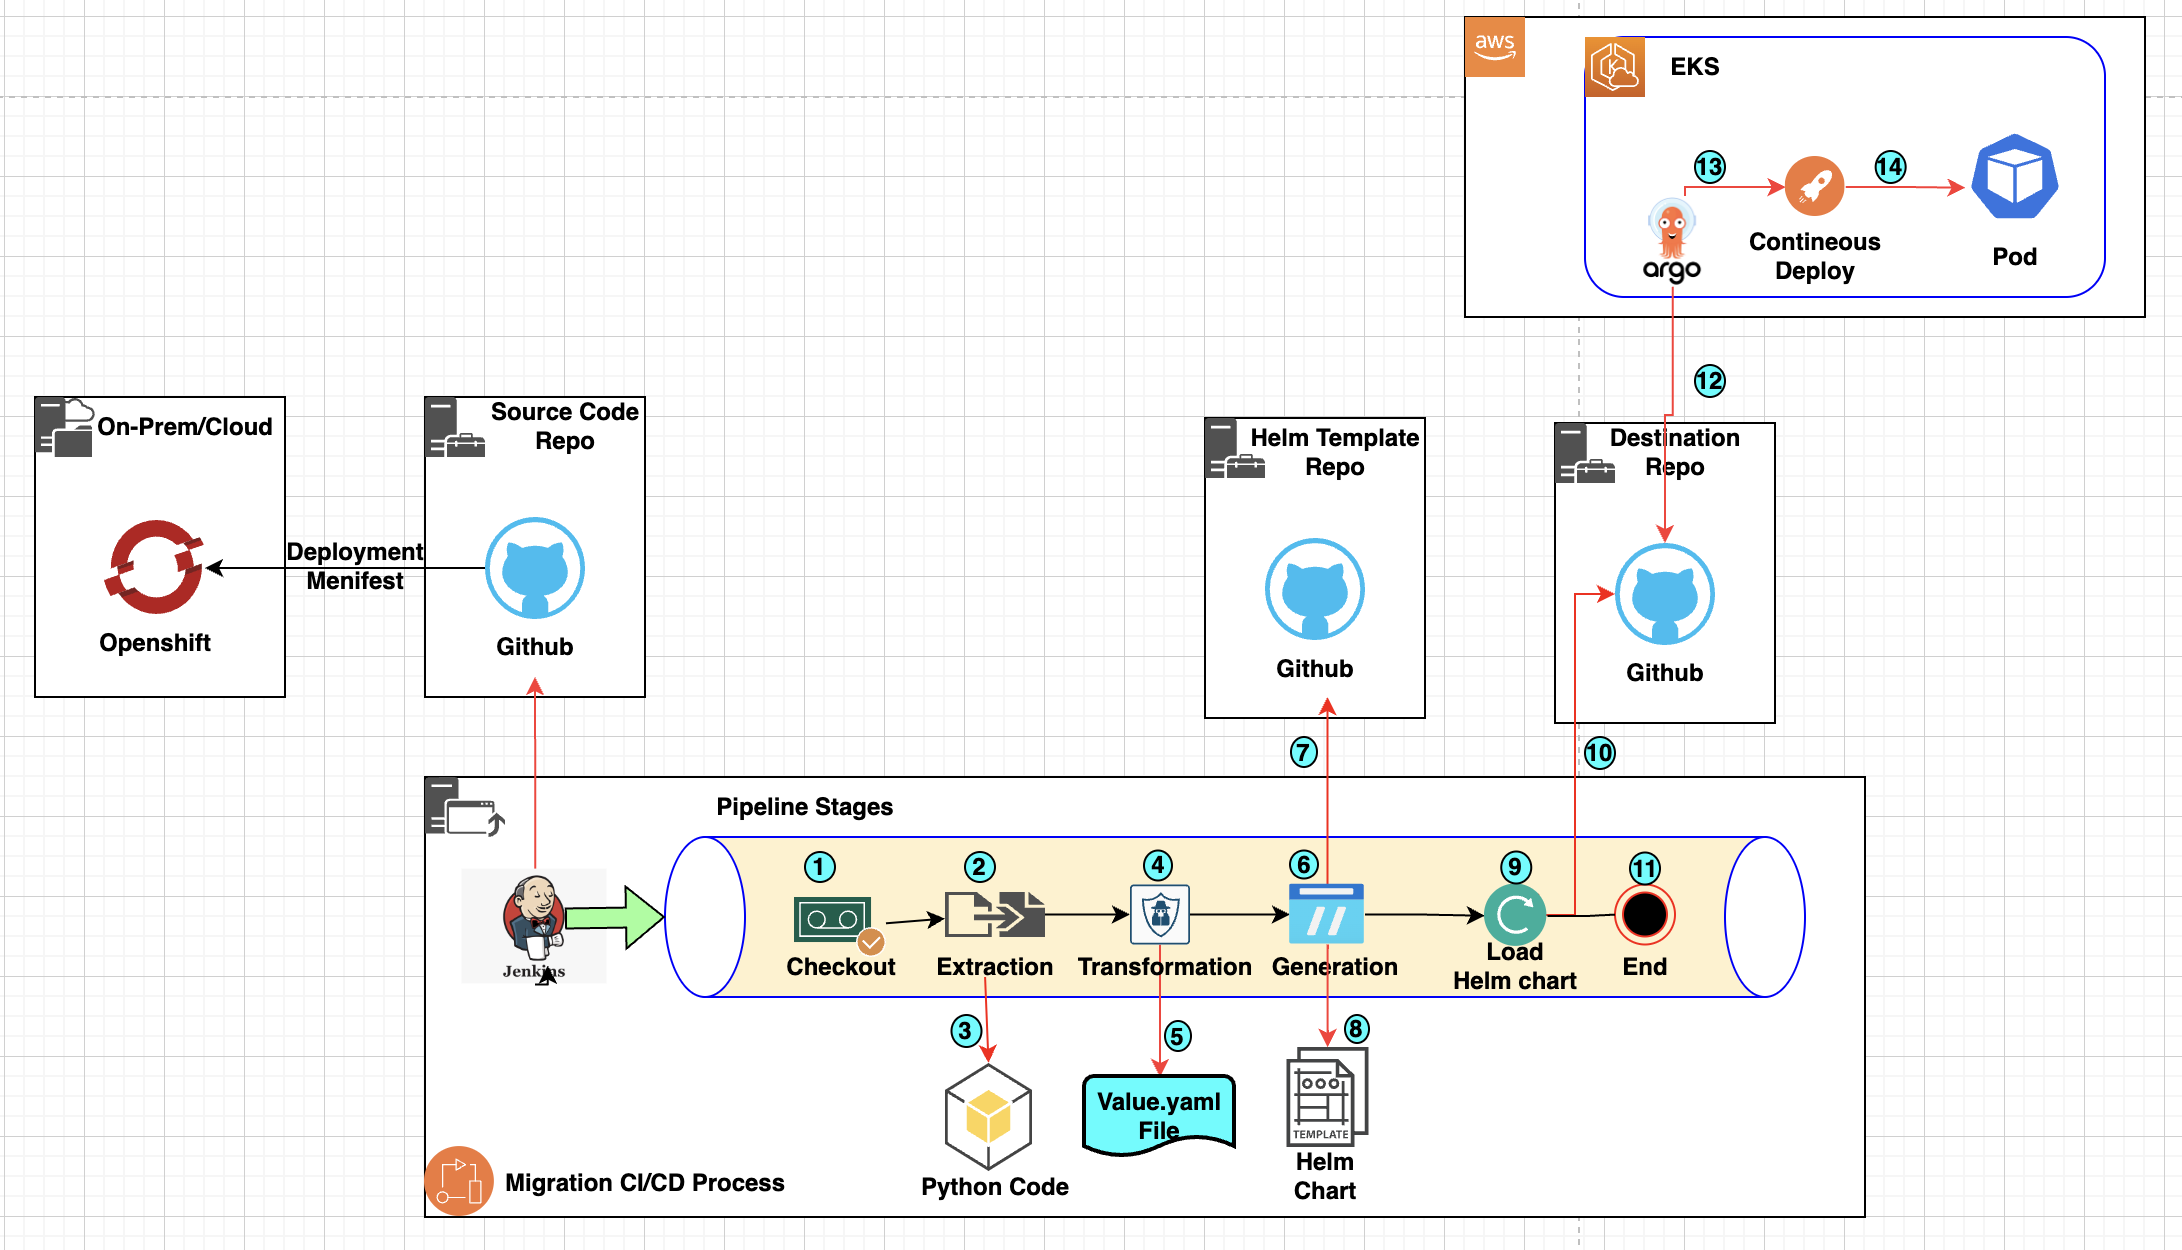 aws
EKS
13
14
argo
Contineous
Deploy
Pod
12
On-Prem/Cloud
Openshift
Deployment
Menifest
Source Code
Repo
Github
Helm Template
Repo
Github
Destination
Repo
Github
7
10
Pipeline Stages
1
2
4
6
9
11
Jenkins
Checkout
Extraction
Transformation
Generation
Load
Helm chart
End
3
5
8
Python Code
Value.yaml
File
TEMPLATE
Helm
Chart
Migration CI/CD Process